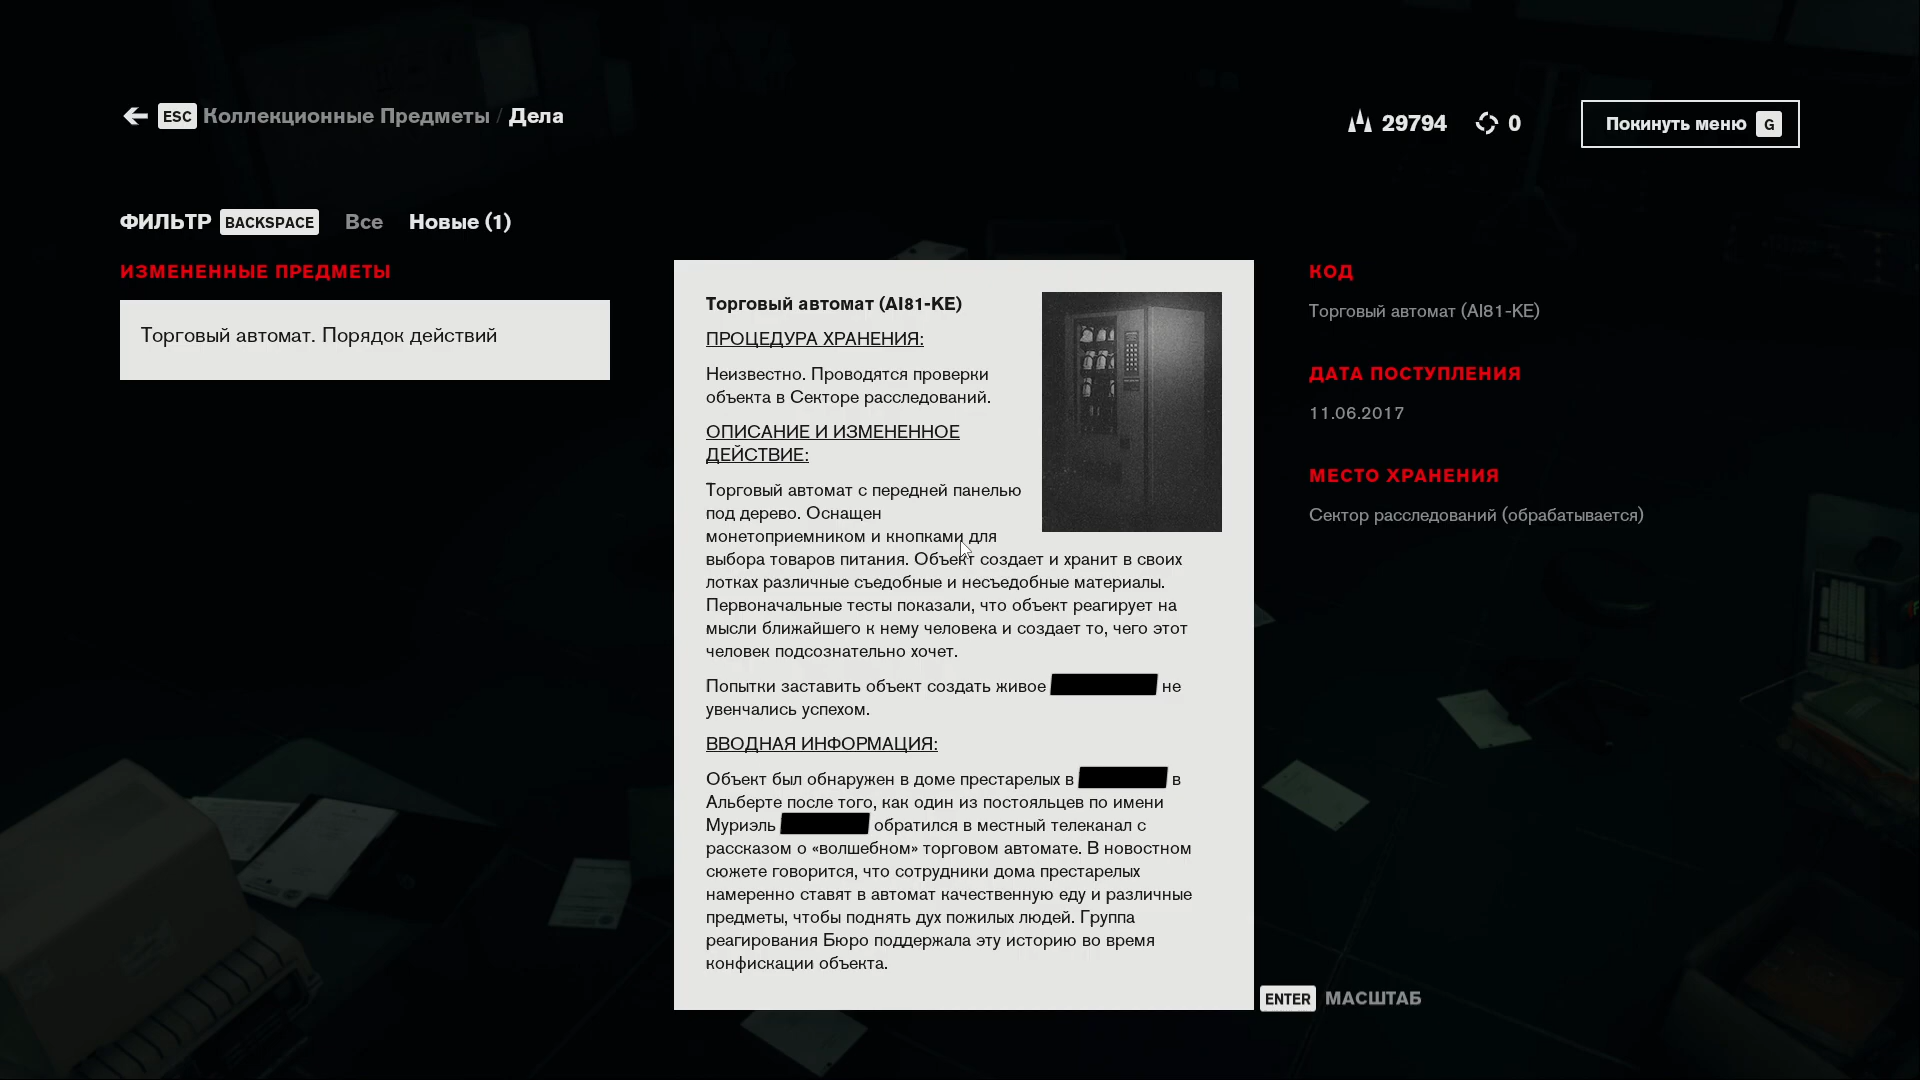 ESC Коллекционные Предметы / Дела
29794
0
Покинуть меню G
ФИЛЬТР BACKSPACE Все Новые (1)
ИЗМЕНЕННЫЕ ПРЕДМЕТЫ
Торговый автомат. Порядок действий
Торговый автомат (AI81-KE)
ПРОЦЕДУРА ХРАНЕНИЯ:
Неизвестно. Проводятся проверки
объекта в Секторе расследований.
ОПИСАНИЕ И ИЗМЕНЕННОЕ
ДЕЙСТВИЕ:
Торговый автомат с передней панелью
под дерево. Оснащен
монетоприемником и кнопками для
выбора товаров питания. Объект создает и хранит в своих
лотках различные съедобные и несъедобные материалы.
Первоначальные тесты показали, что объект реагирует на
мысли ближайшего к нему человека и создает то, чего этот
человек подсознательно хочет.
Попытки заставить объект создать живое не
увенчались успехом.
ВВОДНАЯ ИНФОРМАЦИЯ:
Объект был обнаружен в доме престарелых в в
Альберте после того, как один из постояльцев по имени
Муриэль обратился в местный телеканал с
рассказом о «волшебном» торговом автомате. В новостном
сюжете говорится, что сотрудники дома престарелых
намеренно ставят в автомат качественную еду и различные
предметы, чтобы поднять дух пожилых людей. Группа
реагирования Бюро поддержала эту историю во время
конфискации объекта.
КОД
Торговый автомат (AI81-KE)
ДАТА ПОСТУПЛЕНИЯ
11.06.2017
МЕСТО ХРАНЕНИЯ
Сектор расследований (обрабатывается)
ENTER МАСШТАБ